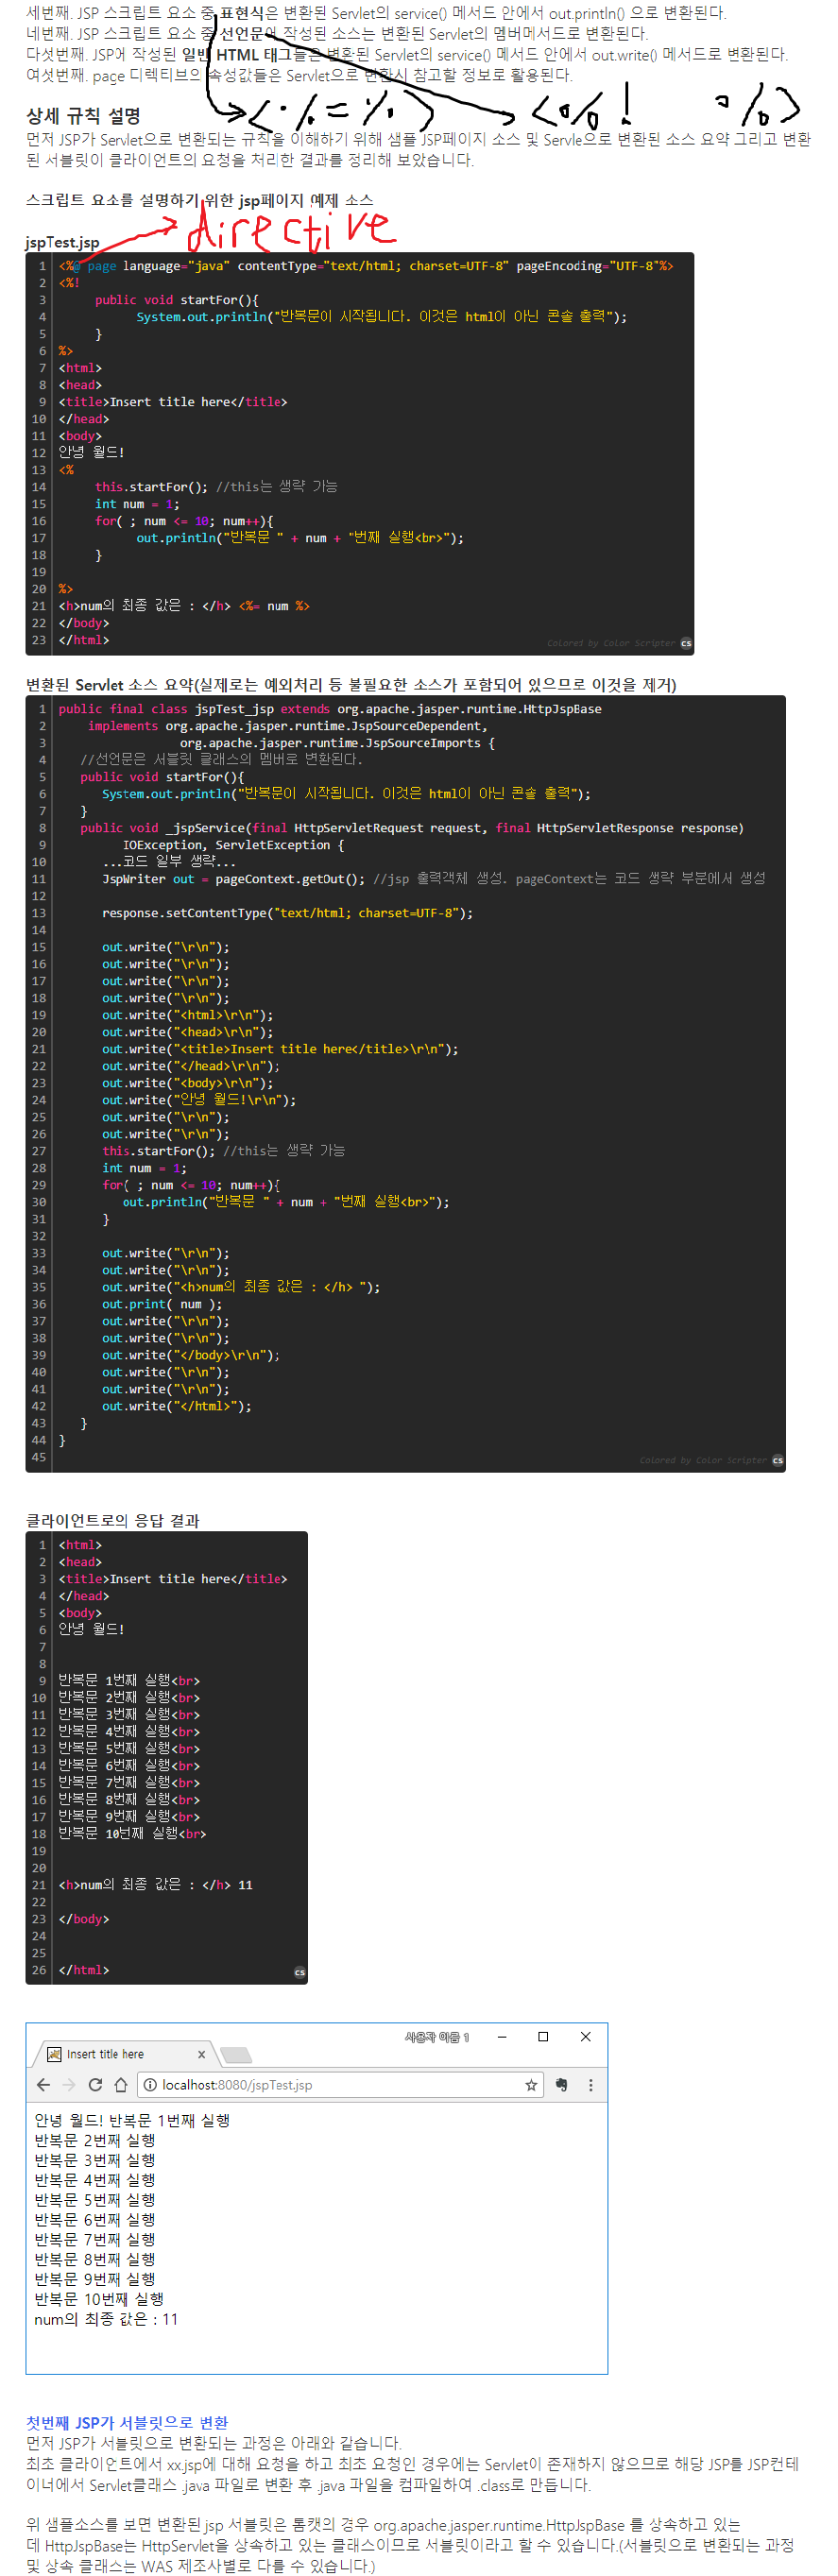 세번째. JSP 스크립트 요소 중 표현식은 변환된 Servlet의 service() 메서드 안에서 out.println() 으로 변환된다.
네번째. JSP 스크립트 요소 중 선언문에 작성된 소스는 변환된 Servlet의 멤버메서드로 변환된다.
다섯번째. JSP에 작성된 일반 HTML 태그들은 변환된 Servlet의 service() 메서드 안에서 out.write() 메서드로 변환된다.
여섯번째. page 디렉티브의 속성값들은 Servlet으로 변환시 참고할 정보로 활용된다.
<%=%> <%! %>
상세 규칙 설명
먼저 JSP가 Servlet으로 변환되는 규칙을 이해하기 위해 샘플 JSP페이지 소스 및 Servle으로 변환된 소스 요약 그리고 변환
된 서블릿이 클라이언트의 요청을 처리한 결과를 정리해 보았습니다.
스크립트 요소를 설명하기 위한 jsp페이지 예제 소스
directive
jspTest.jsp
1 <%@ page language="java" contentType="text/html; charset=UTF-8" pageEncoding="UTF-8"%>
2 <%!
3 public void startFor(){
4 System.out.println("반복문이 시작됩니다. 이것은 html이 아닌 콘솔 출력");
5 }
6 %>
7 <html>
8 <head>
9 <title>Insert title here</title>
10 </head>
11 <body>
12 안녕 월드!
13 <%
14 this.startFor(); //this는 생략 가능
15 int num = 1;
16 for( ; num <= 10; num++){
17 out.println("반복문 " + num + "번째 실행<br>");
18 }
19
20 %>
21 <h>num의 최종 값은 : </h> <%= num %>
22 </body>
23 </html>
Colored by Color Scripter cs
변환된 Servlet 소스 요약(실제로는 예외처리 등 불필요한 소스가 포함되어 있으므로 이것을 제거)
1 public final class jspTest_jsp extends org.apache.jasper.runtime.HttpJspBase
2 implements org.apache.jasper.runtime.JspSourceDependent,
3 org.apache.jasper.runtime.JspSourceImports {
4 //선언문은 서블릿 클래스의 멤버로 변환된다.
5 public void startFor(){
6 System.out.println("반복문이 시작됩니다. 이것은 html이 아닌 콘솔 출력");
7 }
8 public void _jspService(final HttpServletRequest request, final HttpServletResponse response)
9 IOException, ServletException {
10 ...코드 일부 생략...
11 JspWriter out = pageContext.getOut(); //jsp 출력객체 생성. pageContext는 코드 생략 부분에서 생성
12
13 response.setContentType("text/html; charset=UTF-8");
14
15 out.write("\r\n");
16 out.write("\r\n");
17 out.write("\r\n");
18 out.write("\r\n");
19 out.write("<html>\r\n");
20 out.write("<head>\r\n");
21 out.write("<title>Insert title here</title>\r\n");
22 out.write("</head>\r\n");
23 out.write("<body>\r\n");
24 out.write("안녕 월드!\r\n");
25 out.write("\r\n");
26 out.write("\r\n");
27 this.startFor(); //this는 생략 가능
28 int num = 1;
29 for( ; num <= 10; num++){
30 out.println("반복문 " + num + "번째 실행<br>");
31 }
32
33 out.write("\r\n");
34 out.write("\r\n");
35 out.write("<h>num의 최종 값은 : </h> ");
36 out.print( num );
37 out.write("\r\n");
38 out.write("\r\n");
39 out.write("</body>\r\n");
40 out.write("\r\n");
41 out.write("\r\n");
42 out.write("</html>");
43 }
44 }
45
Colored by Color Scripter cs
클라이언트로의 응답 결과
1 <html>
2 <head>
3 <title>Insert title here</title>
4 </head>
5 <body>
6 안녕 월드!
7
8
9 반복문 1번째 실행<br>
10 반복문 2번째 실행<br>
11 반복문 3번째 실행<br>
12 반복문 4번째 실행<br>
13 반복문 5번째 실행<br>
14 반복문 6번째 실행<br>
15 반복문 7번째 실행<br>
16 반복문 8번째 실행<br>
17 반복문 9번째 실행<br>
18 반복문 10번째 실행<br>
19
20
21 <h>num의 최종 값은 : </h> 11
22
23 </body>
24
25
26 </html>
cs
사용자 이름 1
Insert title here
localhost:8080/jspTest.jsp
안녕 월드! 반복문 1번째 실행
반복문 2번째 실행
반복문 3번째 실행
반복문 4번째 실행
반복문 5번째 실행
반복문 6번째 실행
반복문 7번째 실행
반복문 8번째 실행
반복문 9번째 실행
반복문 10번째 실행
num의 최종 값은 : 11
첫번째 JSP가 서블릿으로 변환
먼저 JSP가 서블릿으로 변환되는 과정은 아래와 같습니다.
최초 클라이언트에서 xx.jsp에 대해 요청을 하고 최초 요청인 경우에는 Servlet이 존재하지 않으므로 해당 JSP를 JSP컨테
이너에서 Servlet클래스 .java 파일로 변환 후 .java 파일을 컴파일하여 .class로 만듭니다.
위 샘플소스를 보면 변환된 jsp 서블릿은 톰캣의 경우 org.apache.jasper.runtime.HttpJspBase 를 상속하고 있는
데 HttpJspBase는 HttpServlet을 상속하고 있는 클래스이므로 서블릿이라고 할 수 있습니다.(서블릿으로 변환되는 과정
및 상속 클래스는 WAS 제조사별로 다를 수 있습니다.)